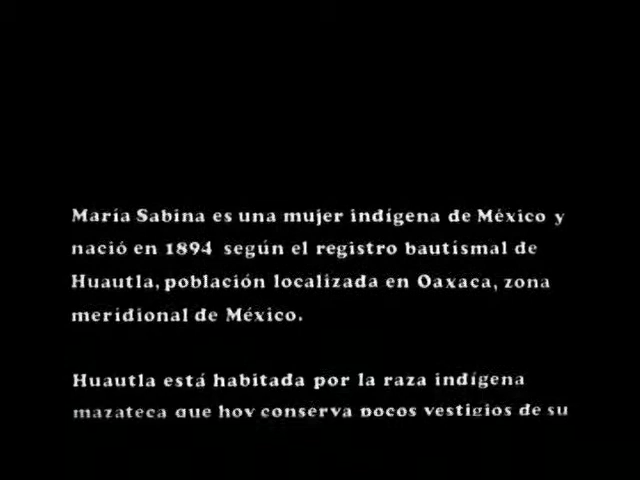 María Sabina es una mujer indígena de México y
nació en 1894 según el registro bautismal de
Huautla, población localizada en Oaxaca, zona
meridional de México.
Huautla está habitada por la raza indígena
mazateca que hoy conserva pocos vestigios de su